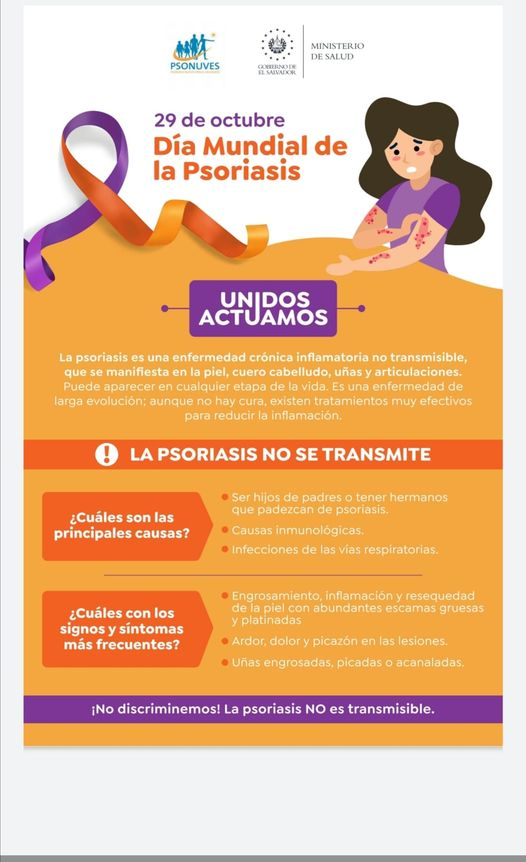 PSONUVES
GOBIERNO DE
EL SALVADOR
MINISTERIO
DE SALUD
29 de octubre
Día Mundial de
la Psoriasis
UNIDOS
ACTUAMOS
La psoriasis es una enfermedad crónica inflamatoria no transmisible,
que se manifiesta en la piel, cuero cabelludo, uñas y articulaciones.
Puede aparecer en cualquier etapa de la vida. Es una enfermedad de
larga evolución; aunque no hay cura, existen tratamientos muy efectivos
para reducir la inflamación.
! LA PSORIASIS NO SE TRANSMITE
¿Cuáles son las
principales causas?
Ser hijos de padres o tener hermanos
que padezcan de psoriasis.
Causas inmunológicas.
Infecciones de las vías respiratorias.
¿Cuáles con los
signos y síntomas
más frecuentes?
Engrosamiento, inflamación y resequedad
de la piel con abundantes escamas gruesas
y platinadas
Ardor, dolor y picazón en las lesiones.
Uñas engrosadas, picadas o acanaladas.
¡No discriminemos! La psoriasis NO es transmisible.